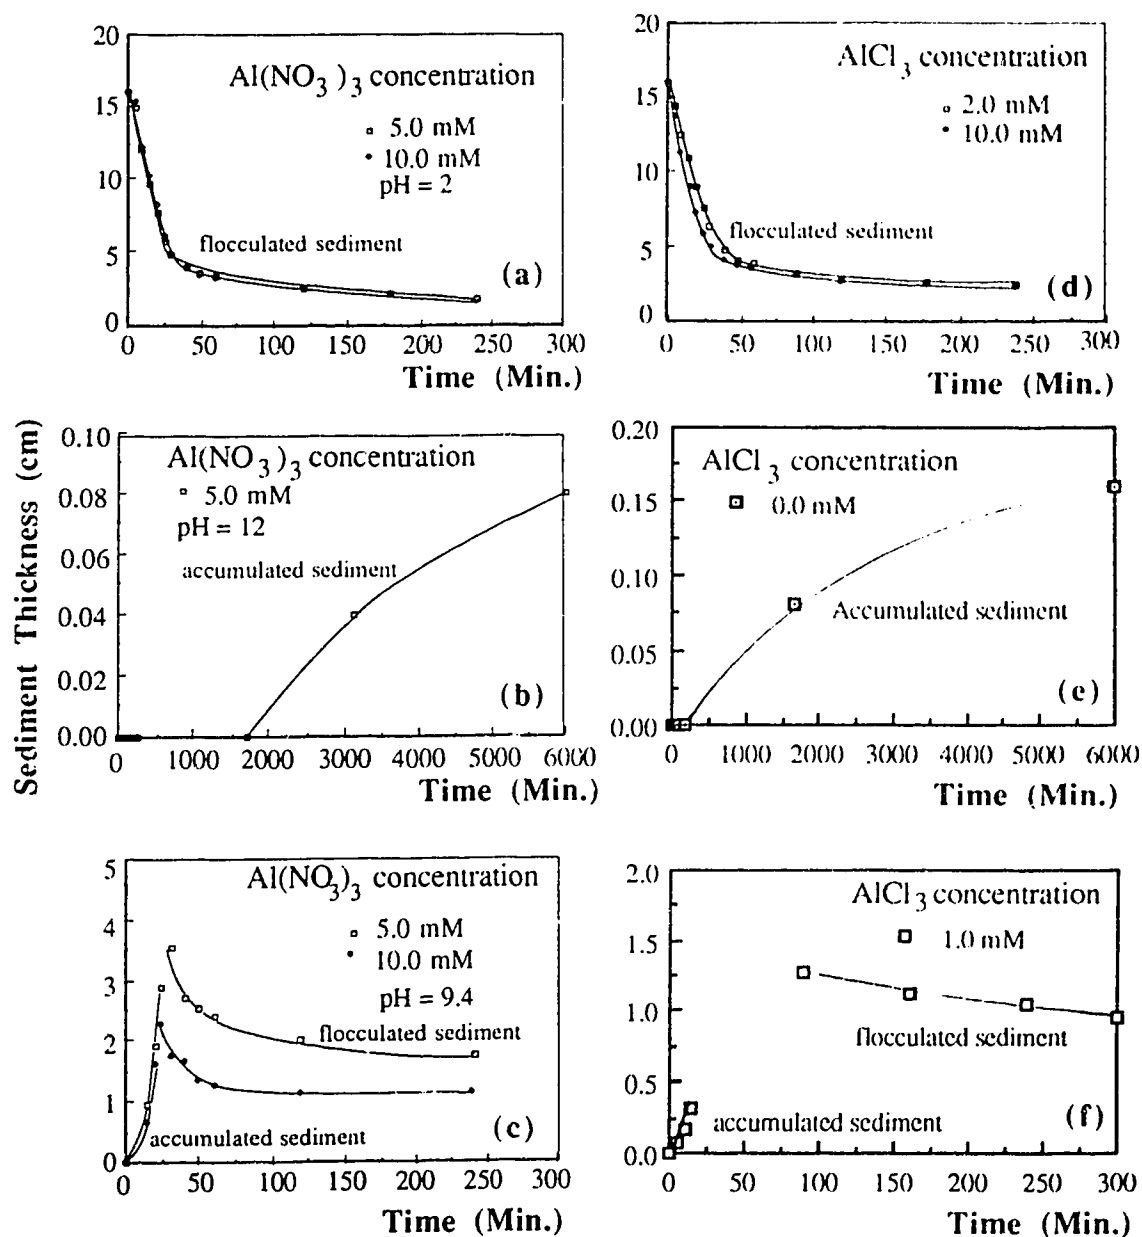 Sediment Thickness (cm)
20
15
10
5
0
Al(NO3)3 concentration
5.0 mM
10.0 mM
pH = 2
flocculated sediment
(a)
0 50 100 150 200 250 300
Time (Min.)
20
15
10
5
0
AlCl3 concentration
2.0 mM
10.0 mM
flocculated sediment
(d)
0 50 100 150 200 250 300
Time (Min.)
0.10
0.08
0.06
0.04
0.02
0.00
Al(NO3)3 concentration
5.0 mM
pH = 12
accumulated sediment
(b)
0 1000 2000 3000 4000 5000 6000
Time (Min.)
0.20
0.15
0.10
0.05
0.00
AlCl3 concentration
0.0 mM
Accumulated sediment
(e)
0 1000 2000 3000 4000 5000 6000
Time (Min.)
5
4
3
2
1
0
Al(NO3)3 concentration
5.0 mM
10.0 mM
pH = 9.4
flocculated sediment
accumulated sediment
(c)
0 50 100 150 200 250 300
Time (Min.)
2.0
1.5
1.0
0.5
0.0
AlCl3 concentration
1.0 mM
flocculated sediment
accumulated sediment
(f)
0 50 100 150 200 250 300
Time (Min.)